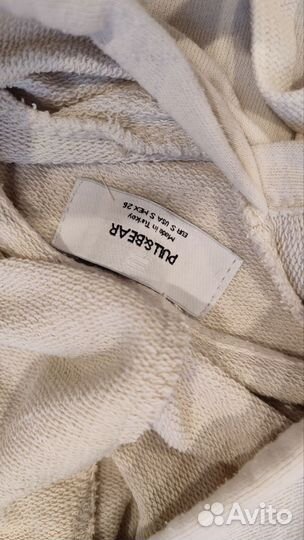 PULL&BEAR
Made in Turkey
EUR S USA S MEX 26
Avito